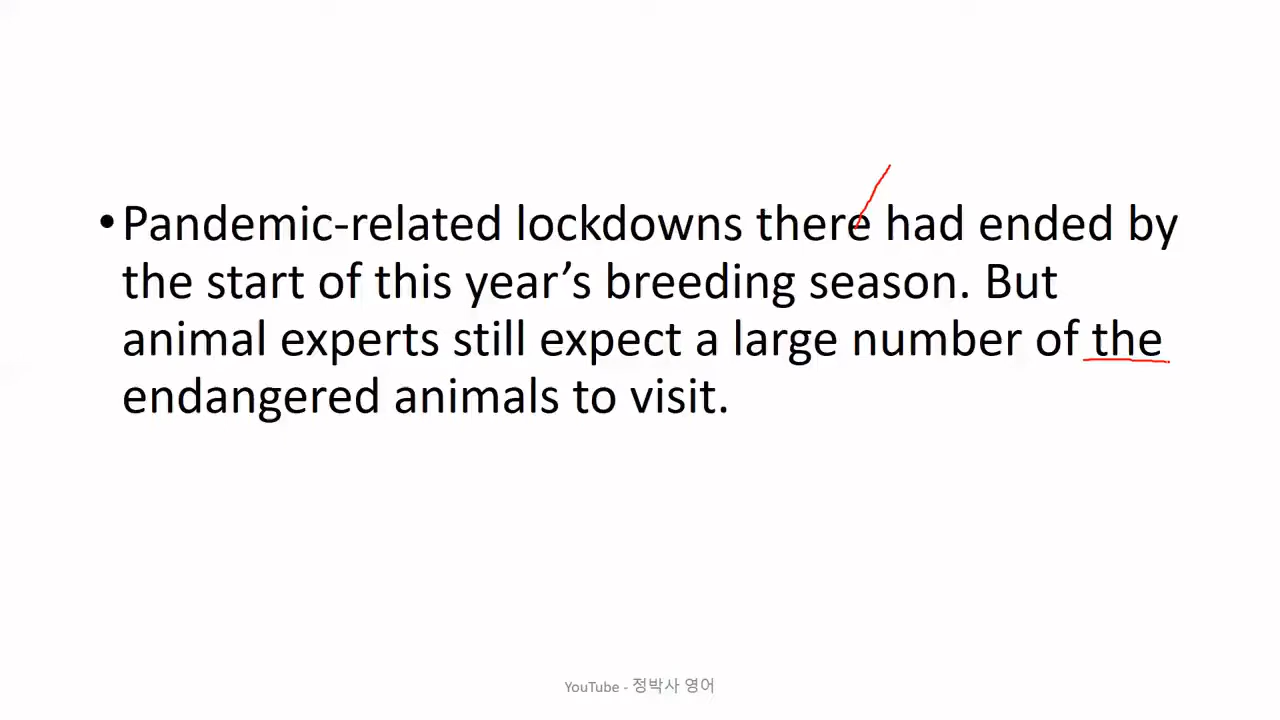 •Pandemic-related lockdowns there had ended by
the start of this year’s breeding season. But
animal experts still expect a large number of the
endangered animals to visit.
YouTube - 정박사 영어